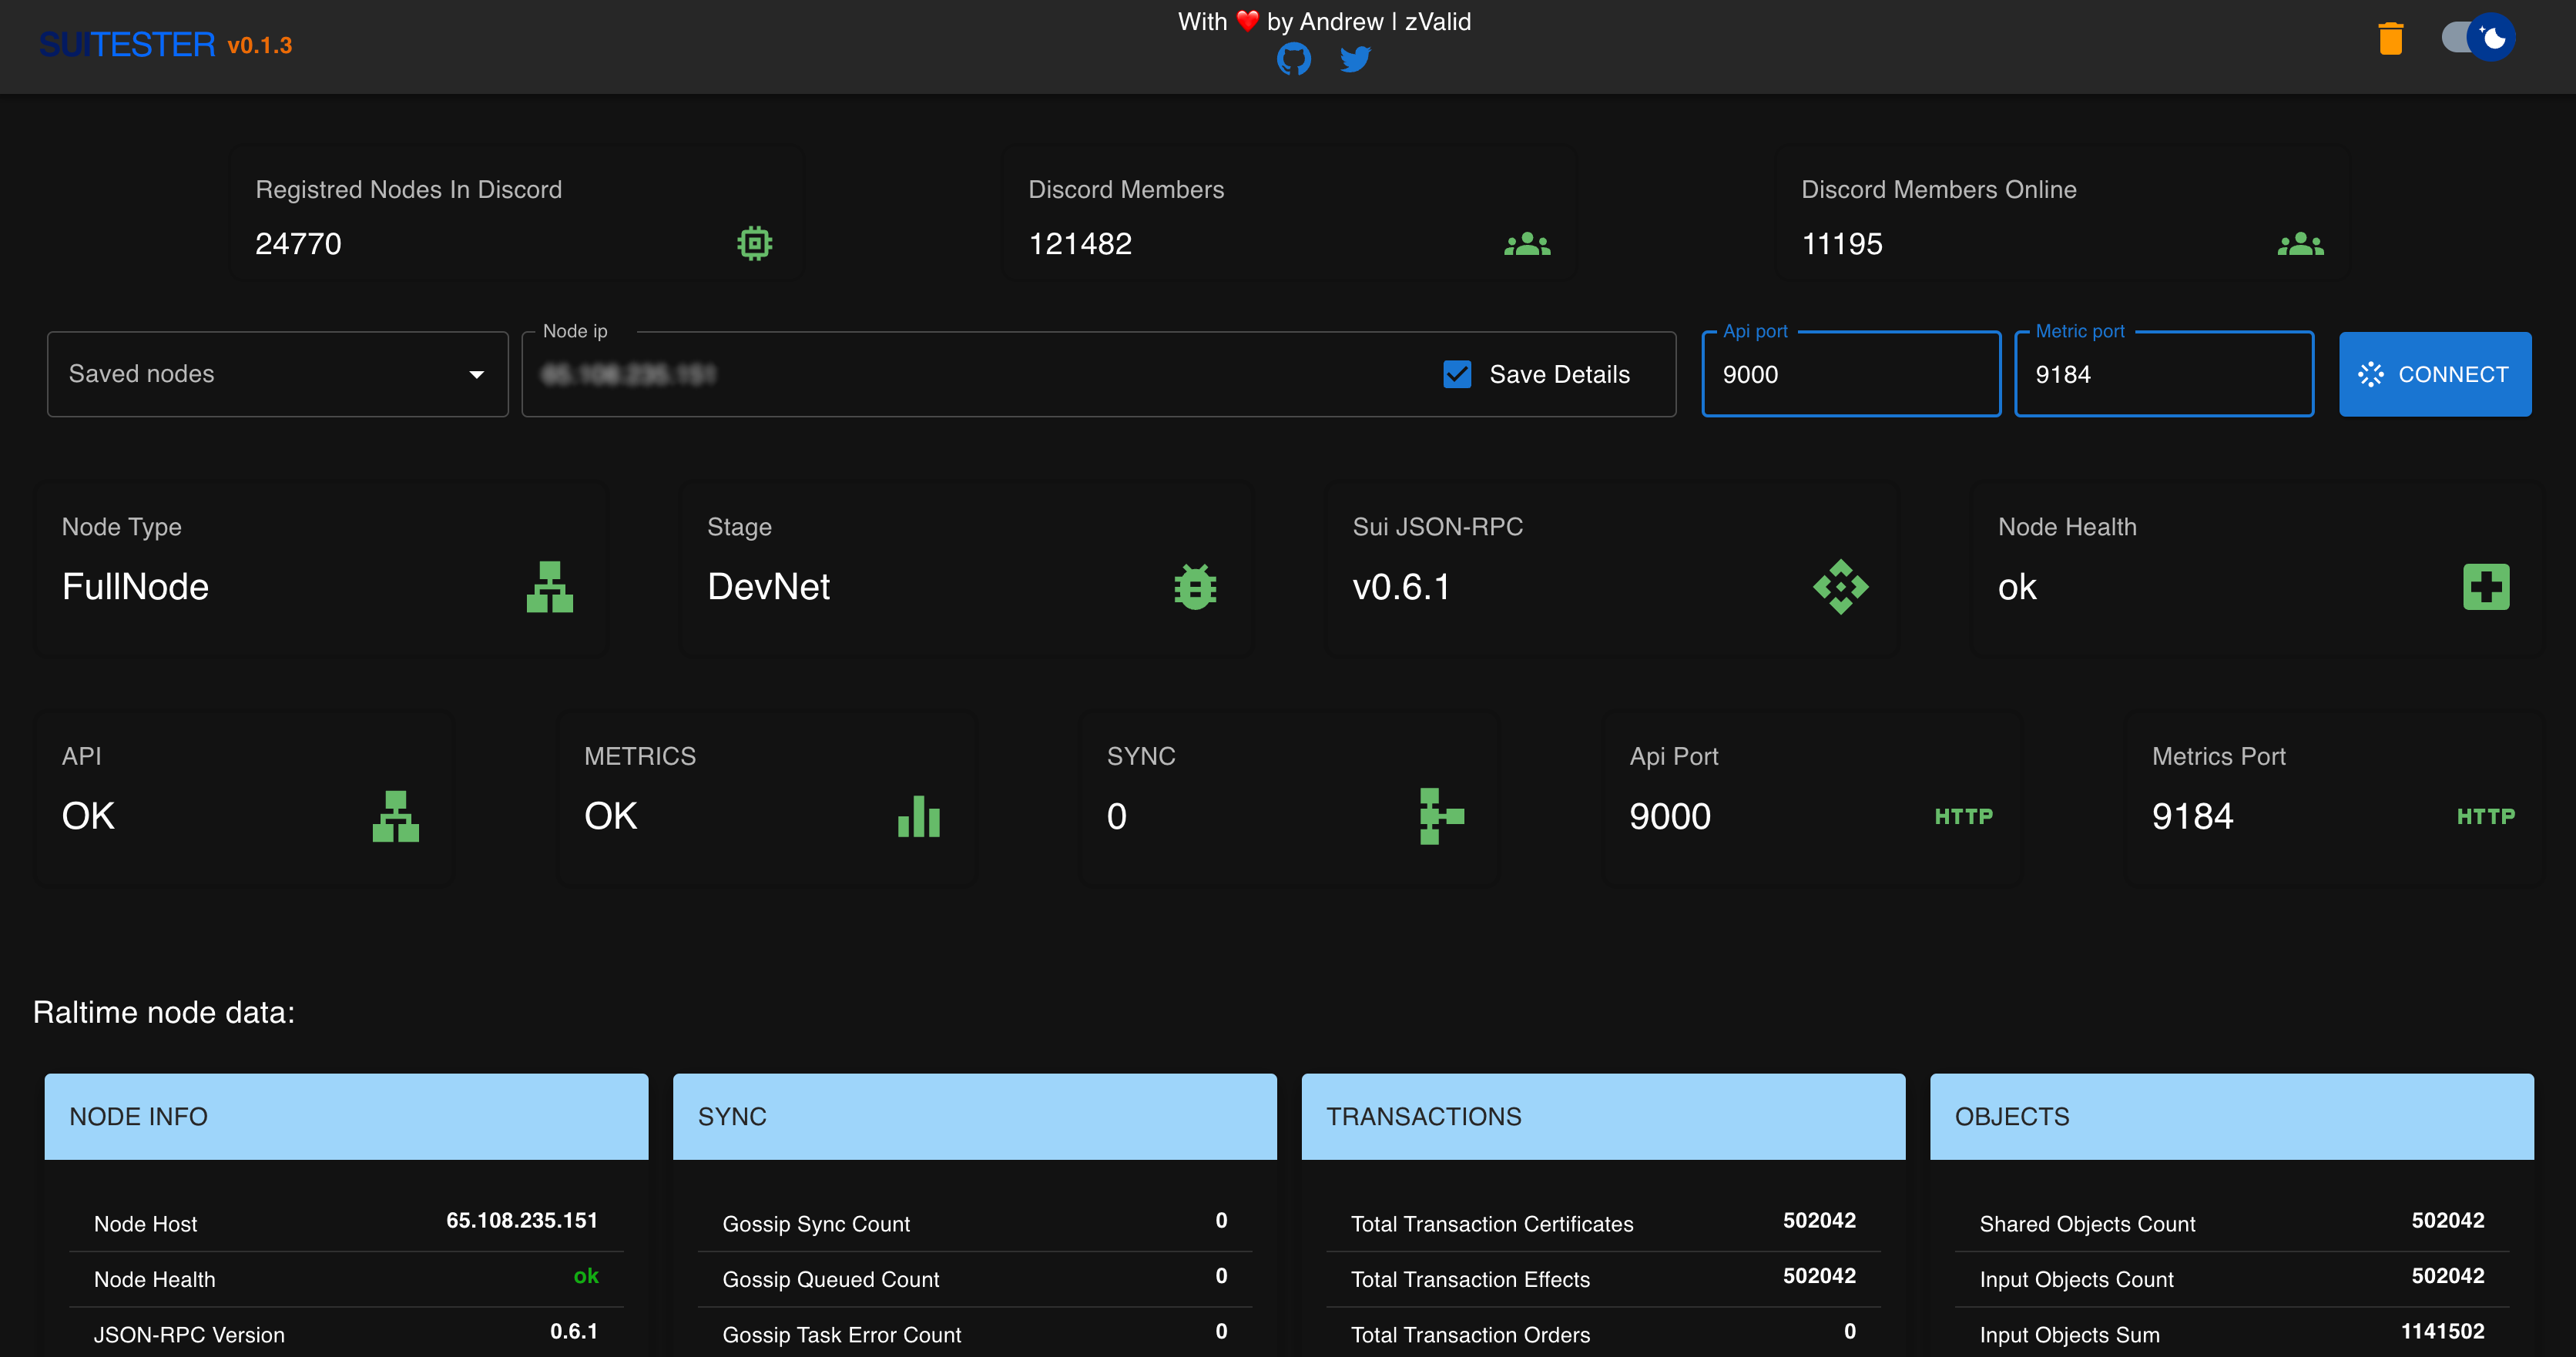 SUITESTER v0.1.3
With ❤️ by Andrew | zValid
Registred Nodes In Discord
24770
Discord Members
121482
Discord Members Online
11195
Saved nodes
Node ip
Save Details
Api port
9000
Metric port
9184
CONNECT
Node Type
FullNode
Stage
DevNet
Sui JSON-RPC
v0.6.1
Node Health
ok
API
OK
METRICS
OK
SYNC
0
Api Port
9000
HTTP
Metrics Port
9184
HTTP
Raltime node data:
NODE INFO
Node Host 65.108.235.151
Node Health ok
JSON-RPC Version 0.6.1
SYNC
Gossip Sync Count 0
Gossip Queued Count 0
Gossip Task Error Count 0
TRANSACTIONS
Total Transaction Certificates 502042
Total Transaction Effects 502042
Total Transaction Orders 0
OBJECTS
Shared Objects Count 502042
Input Objects Count 502042
Input Objects Sum 1141502